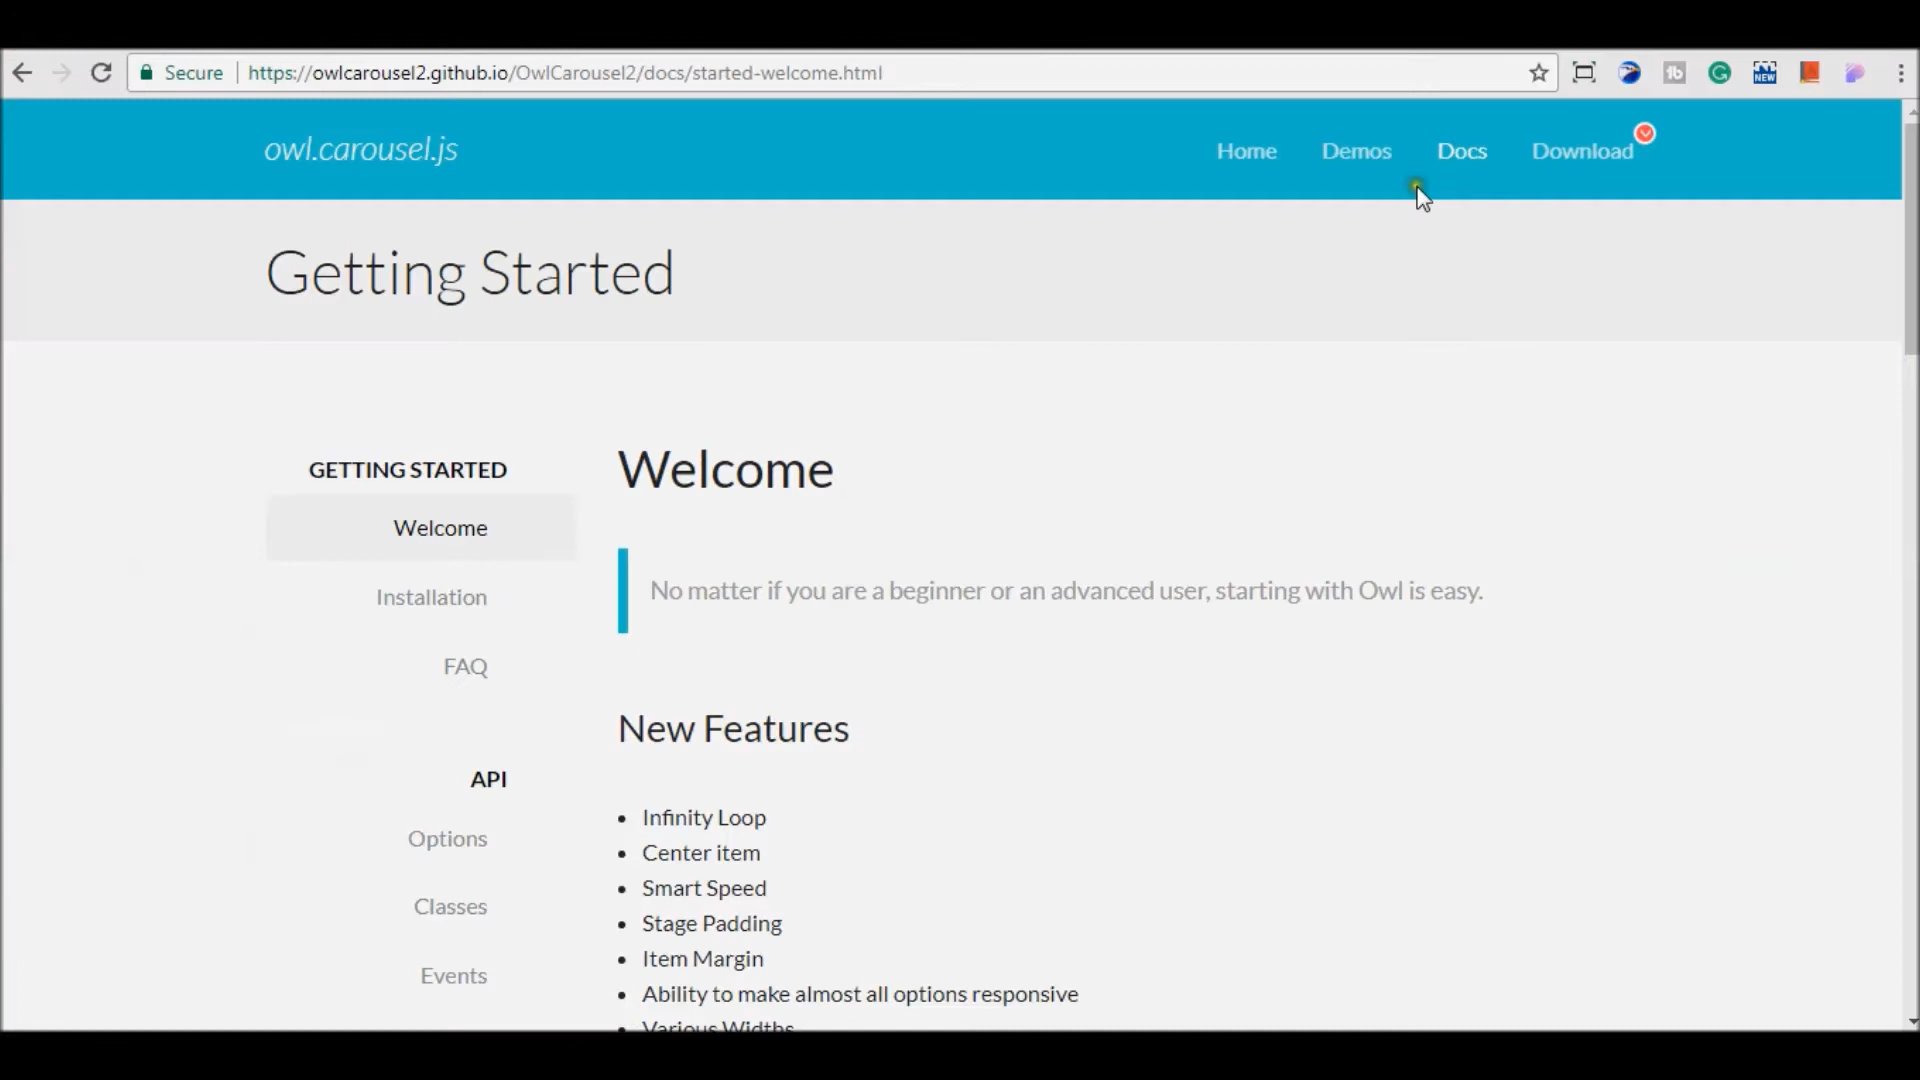 Secure
https://owlcarousel2.github.io/OwlCarousel2/docs/started-welcome.html
NEW
owl.carousel.js
Home
Demos
Docs
Download
Getting Started
GETTING STARTED
Welcome
Installation
FAQ
API
Options
Classes
Events
Welcome
No matter if you are a beginner or an advanced user, starting with Owl is easy.
New Features
Infinity Loop
Center item
Smart Speed
Stage Padding
Item Margin
Ability to make almost all options responsive
Various Widths